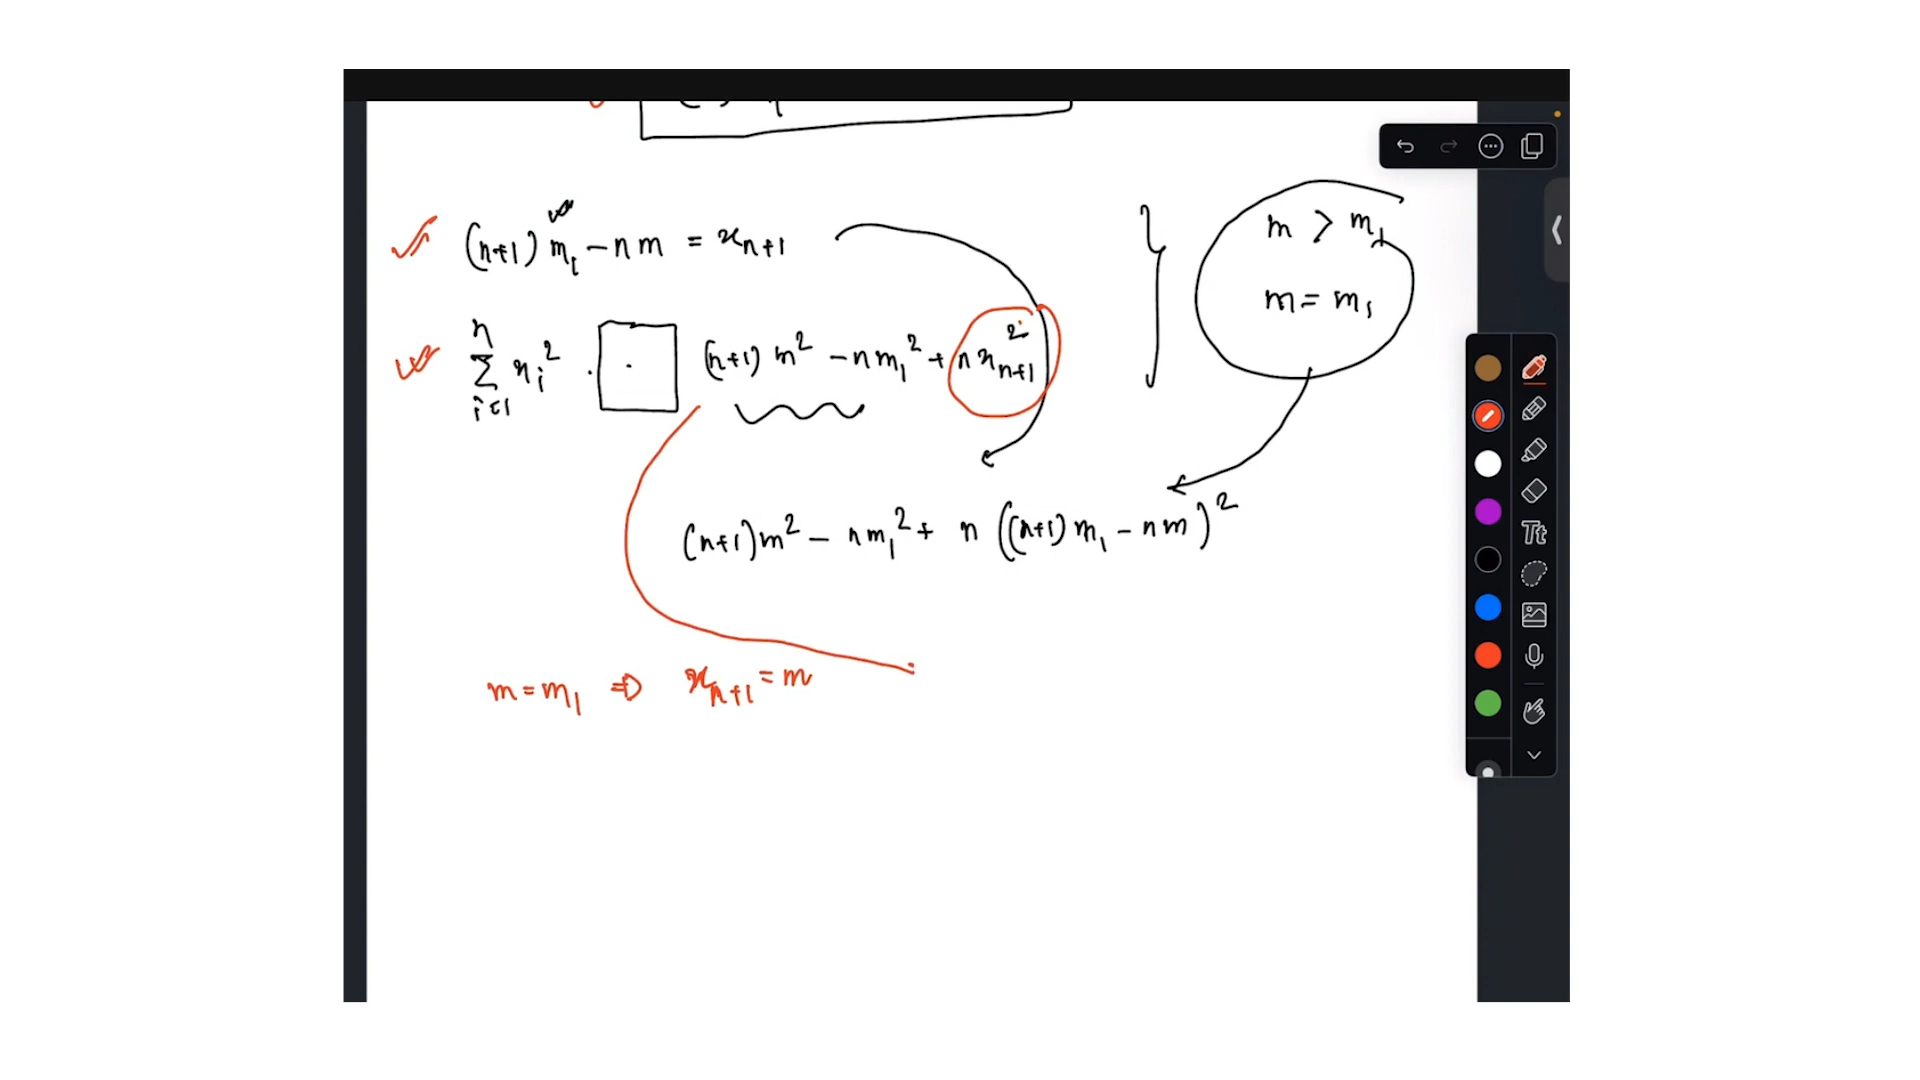 (n+1) m₁ - n m = x_{n+1}
m > m₁
m = m₁
∑_{i=1}^{n} x_i² · □ (n+1) m² - n m₁² + n x²_{n+1}
(n+1) m² - n m₁² + n ((n+1) m₁ - n m)²
m = m₁ ⇒ x_{n+1} = m
Tt